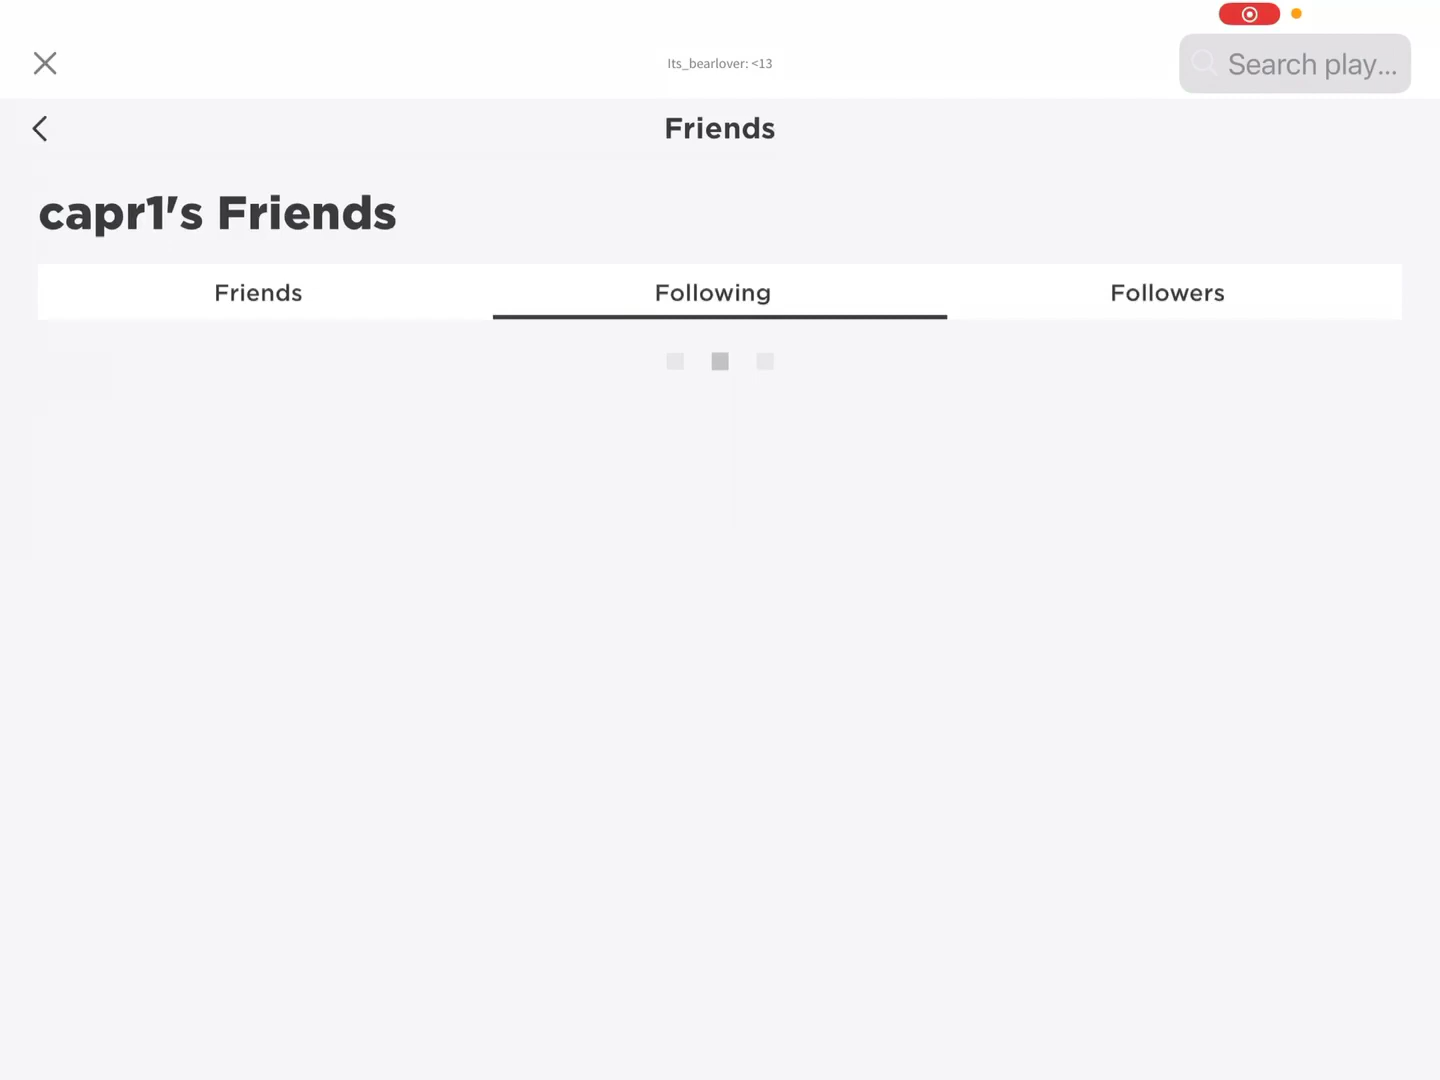 Its_bearlover: <13
Search play...
Friends
capr1's Friends
Friends
Following
Followers